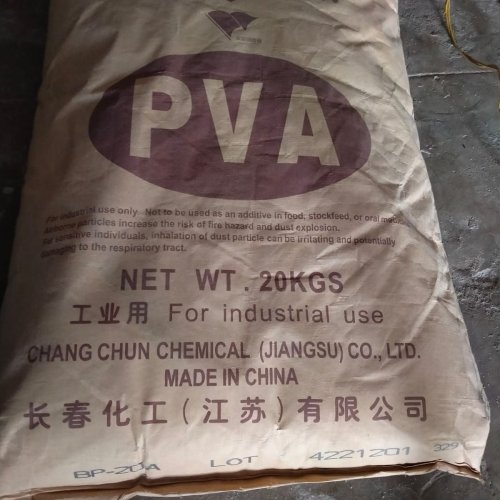 PVA
For industrial use only. Not to be used as an additive in food, stockfeed, or oral
Airborne particles increase the risk of fire hazard and dust explosion.
For sensitive individuals, inhalation of dust particle can be irritating and potentially
damaging to the respiratory tract.
NET WT. 20KGS
工业用 For industrial use
CHANG CHUN CHEMICAL (JIANGSU) CO., LTD.
MADE IN CHINA
长春化工(江苏)有限公司
BP-20A LOT 4221201 329